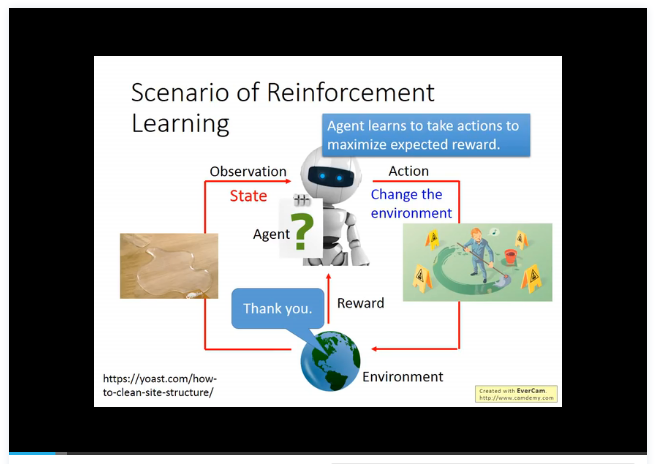 Scenario of Reinforcement
Learning
Agent learns to take actions to
maximize expected reward.
Observation
Action
State
Change the
environment
Agent
?
Thank you.
Reward
Environment
https://yoast.com/how-
to-clean-site-structure/
Created with EverCam.
http://www.camdemy.com